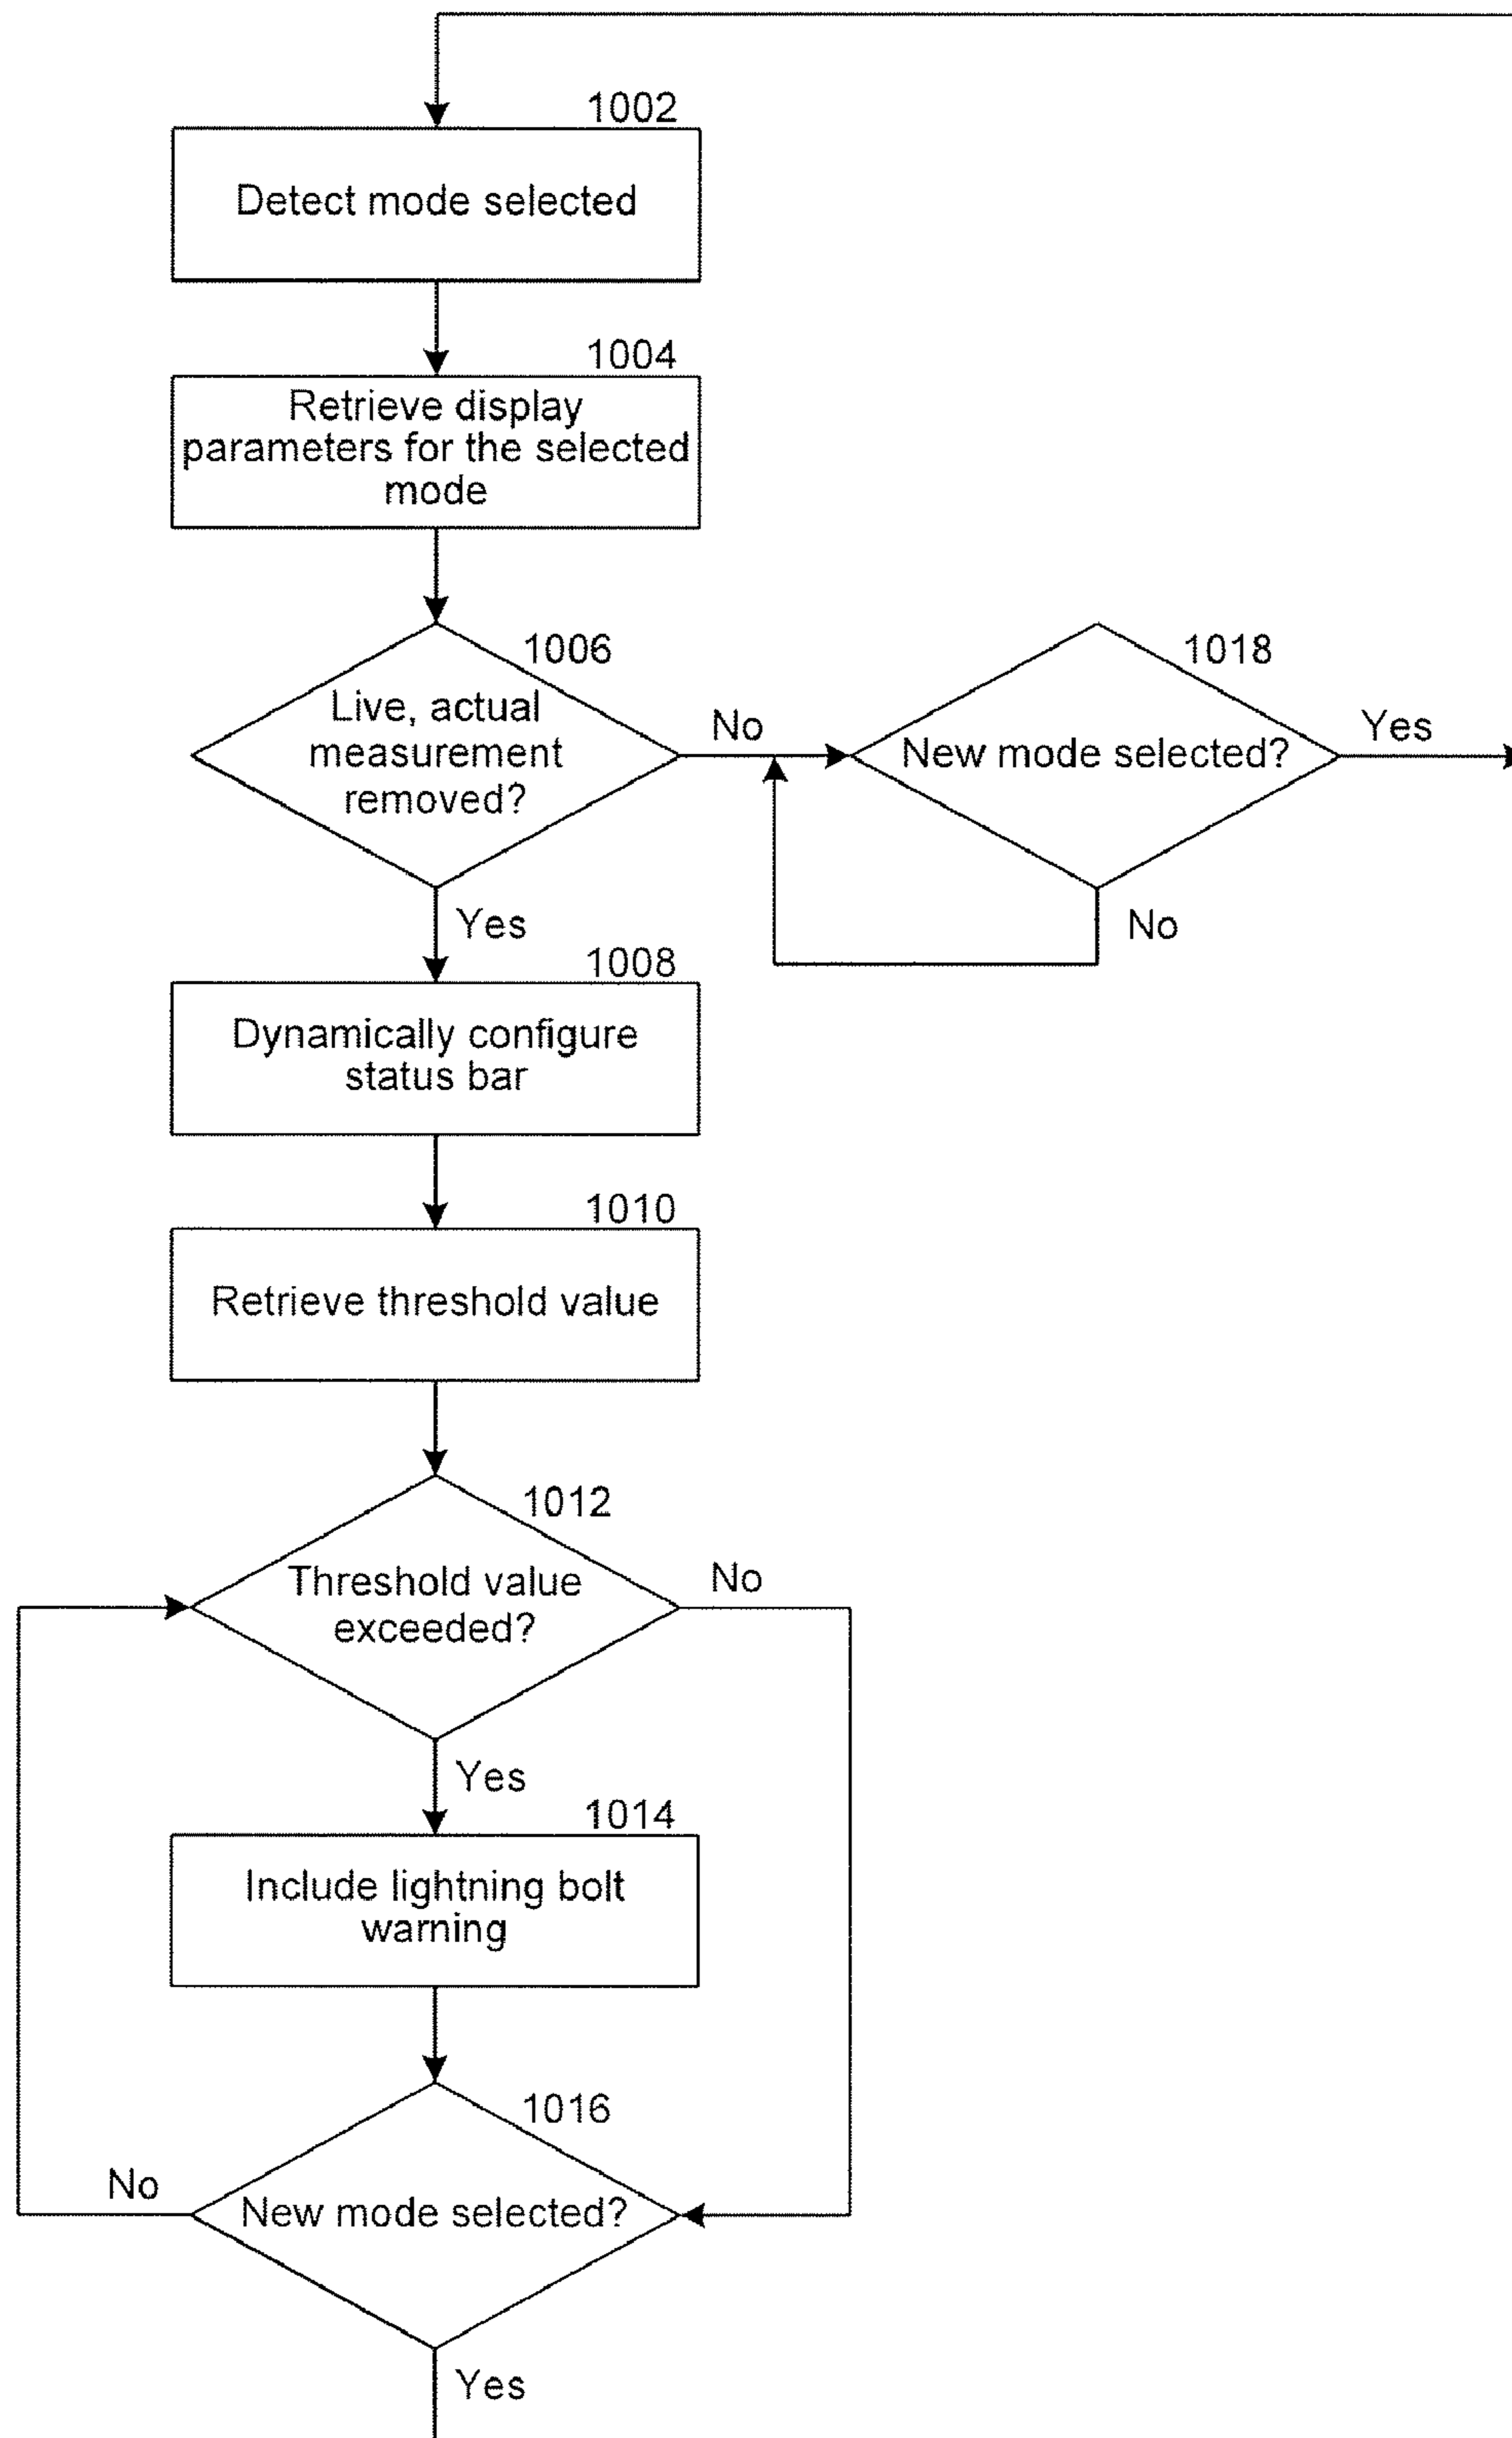 1002
Detect mode selected
1004
Retrieve display
parameters for the selected
mode
1006
Live, actual
measurement
removed?
No
1018
New mode selected?
Yes
No
Yes
1008
Dynamically configure
status bar
1010
Retrieve threshold value
1012
Threshold value
exceeded?
No
Yes
1014
Include lightning bolt
warning
1016
New mode selected?
No
Yes